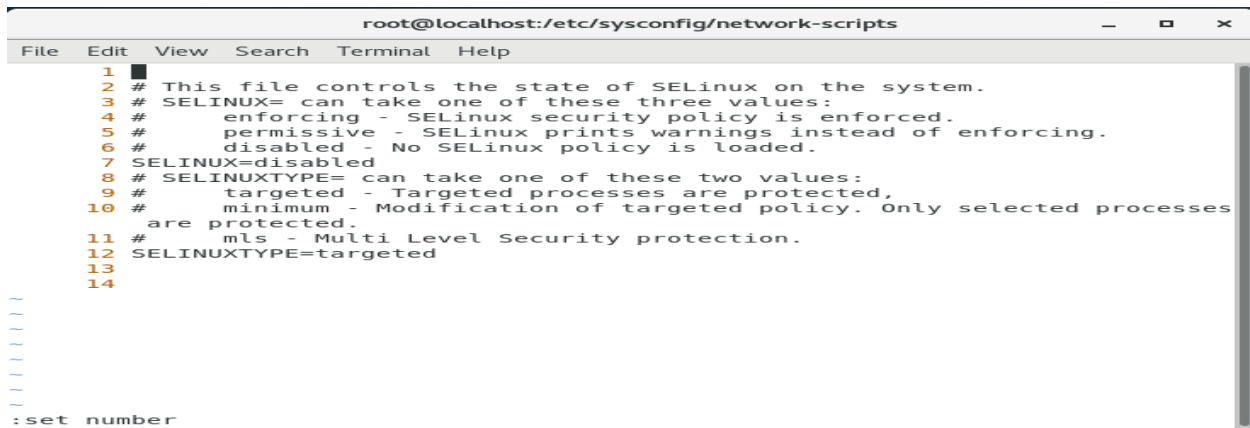 root@localhost:/etc/sysconfig/network-scripts
File Edit View Search Terminal Help
1
2 # This file controls the state of SELinux on the system.
3 # SELINUX= can take one of these three values:
4 #     enforcing - SELinux security policy is enforced.
5 #     permissive - SELinux prints warnings instead of enforcing.
6 #     disabled - No SELinux policy is loaded.
7 SELINUX=disabled
8 # SELINUXTYPE= can take one of these two values:
9 #     targeted - Targeted processes are protected,
10 #     minimum - Modification of targeted policy. Only selected processes
are protected.
11 #     mls - Multi Level Security protection.
12 SELINUXTYPE=targeted
13
14
~
~
~
~
~
~
~
~
:set number